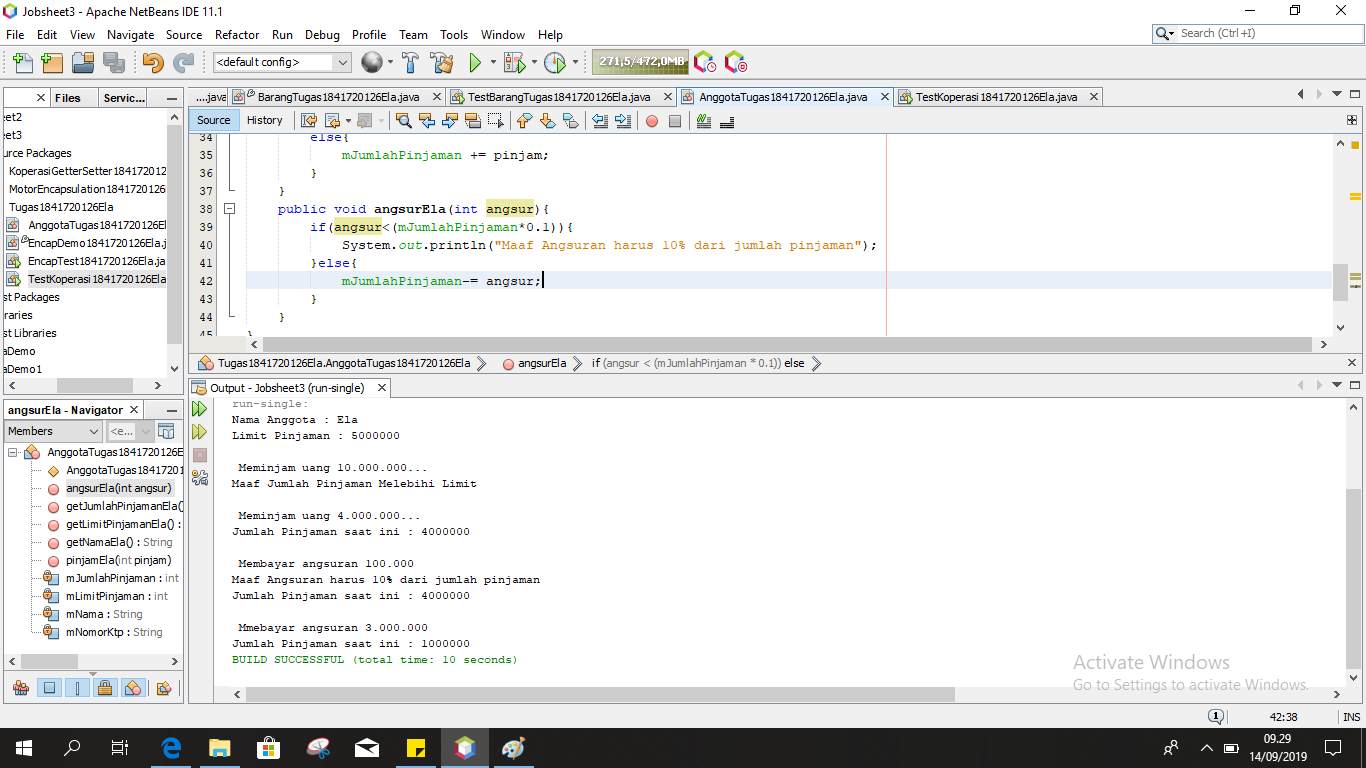 Jobsheet3 - Apache NetBeans IDE 11.1
File Edit View Navigate Source Refactor Run Debug Profile Team Tools Window Help
Search (Ctrl+I)
<default config>
271,5/472,0MB
Files Servic...
....java BarangTugas1841720126Ela.java TestBarangTugas1841720126Ela.java AnggotaTugas1841720126Ela.java TestKoperasi1841720126Ela.java
Source History
eet2
eet3
urce Packages
KoperasiGetterSetter184172012
MotorEncapsulation1841720126
Tugas1841720126Ela
AnggotaTugas1841720126El
EncapDemo1841720126Ela.j
EncapTest1841720126Ela.ja
TestKoperasi1841720126Ela
st Packages
raries
st Libraries
aDemo
aDemo1
34 else{
35 mJumlahPinjaman += pinjam;
36 }
37 }
38 public void angsurEla(int angsur){
39 if(angsur<(mJumlahPinjaman*0.1)){
40 System.out.println("Maaf Angsuran harus 10% dari jumlah pinjaman");
41 }else{
42 mJumlahPinjaman-= angsur;
43 }
44 }
45 }
Tugas1841720126Ela.AnggotaTugas1841720126Ela angsurEla if (angsur < (mJumlahPinjaman * 0.1)) else
angsurEla - Navigator
Members <e...
AnggotaTugas1841720126E
AnggotaTugas18417201
angsurEla(int angsur)
getJumlahPinjamanEla()
getLimitPinjamanEla() :
getNamaEla() : String
pinjamEla(int pinjam)
mJumlahPinjaman : int
mLimitPinjaman : int
mNama : String
mNomorKtp : String
Output - Jobsheet3 (run-single)
run-single:
Nama Anggota : Ela
Limit Pinjaman : 5000000
Meminjam uang 10.000.000...
Maaf Jumlah Pinjaman Melebihi Limit
Meminjam uang 4.000.000...
Jumlah Pinjaman saat ini : 4000000
Membayar angsuran 100.000
Maaf Angsuran harus 10% dari jumlah pinjaman
Jumlah Pinjaman saat ini : 4000000
Mmebayar angsuran 3.000.000
Jumlah Pinjaman saat ini : 1000000
BUILD SUCCESSFUL (total time: 10 seconds)
Activate Windows
Go to Settings to activate Windows.
1 42:38 INS
09.29
14/09/2019